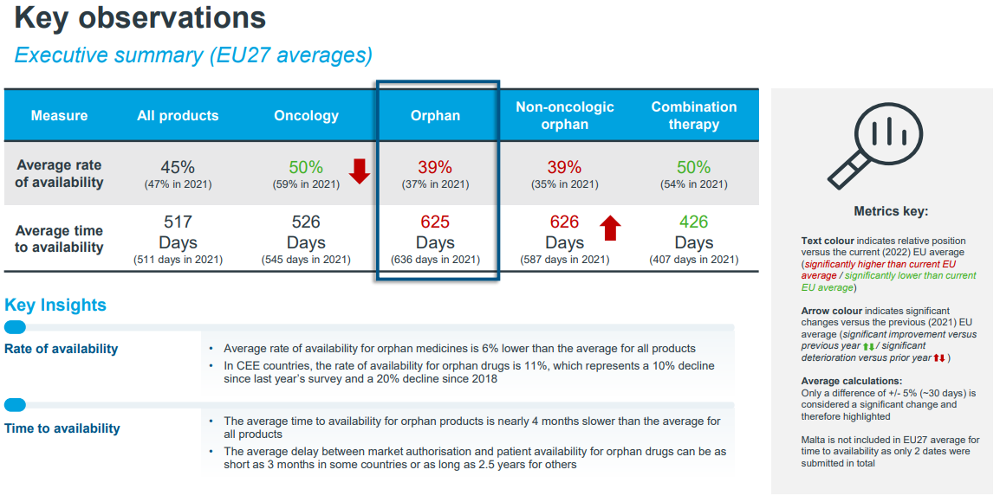 Key observations
Executive summary (EU27 averages)
Measure
All products
Oncology
Orphan
Non-oncologic
orphan
Combination
therapy
Average rate
of availability
45%
(47% in 2021)
50%
(59% in 2021)
39%
(37% in 2021)
39%
(35% in 2021)
50%
(54% in 2021)
Average time
to availability
517
Days
(511 days in 2021)
526
Days
(545 days in 2021)
625
Days
(636 days in 2021)
626
Days
(587 days in 2021)
426
Days
(407 days in 2021)
Key Insights
Rate of availability
• Average rate of availability for orphan medicines is 6% lower than the average for all products
• In CEE countries, the rate of availability for orphan drugs is 11%, which represents a 10% decline
since last year's survey and a 20% decline since 2018
Time to availability
• The average time to availability for orphan products is nearly 4 months slower than the average for
all products
• The average delay between market authorisation and patient availability for orphan drugs can be as
short as 3 months in some countries or as long as 2.5 years for others
Metrics key:
Text colour indicates relative position
versus the current (2022) EU average
(significantly higher than current EU
average / significantly lower than current
EU average)
Arrow colour indicates significant
changes versus the previous (2021) EU
average (significant improvement versus
previous year / significant
deterioration versus prior year )
Average calculations:
Only a difference of +/- 5% (~30 days) is
considered a significant change and
therefore highlighted
Malta is not included in EU27 average for
time to availability as only 2 dates were
submitted in total